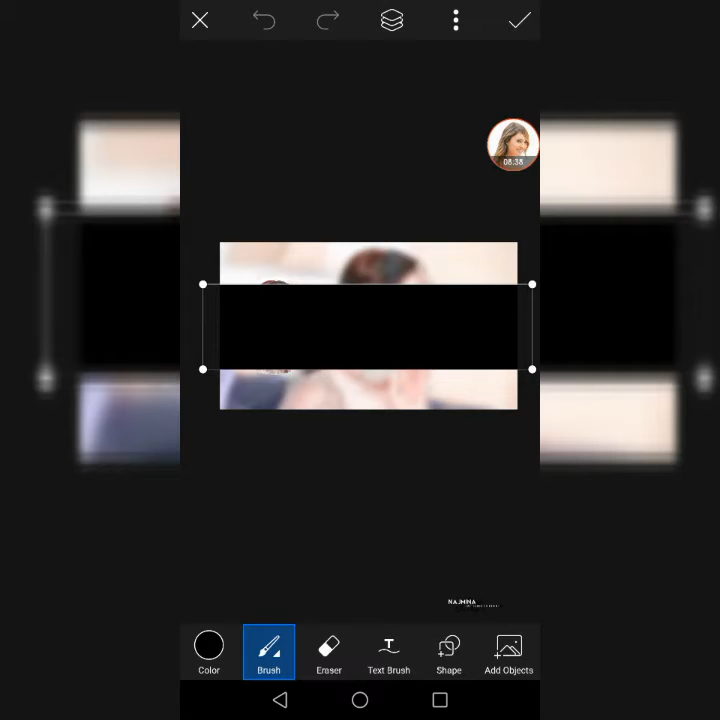 08:38
NAJMNA
Color
Brush
Eraser
Text Brush
Shape
Add Objects